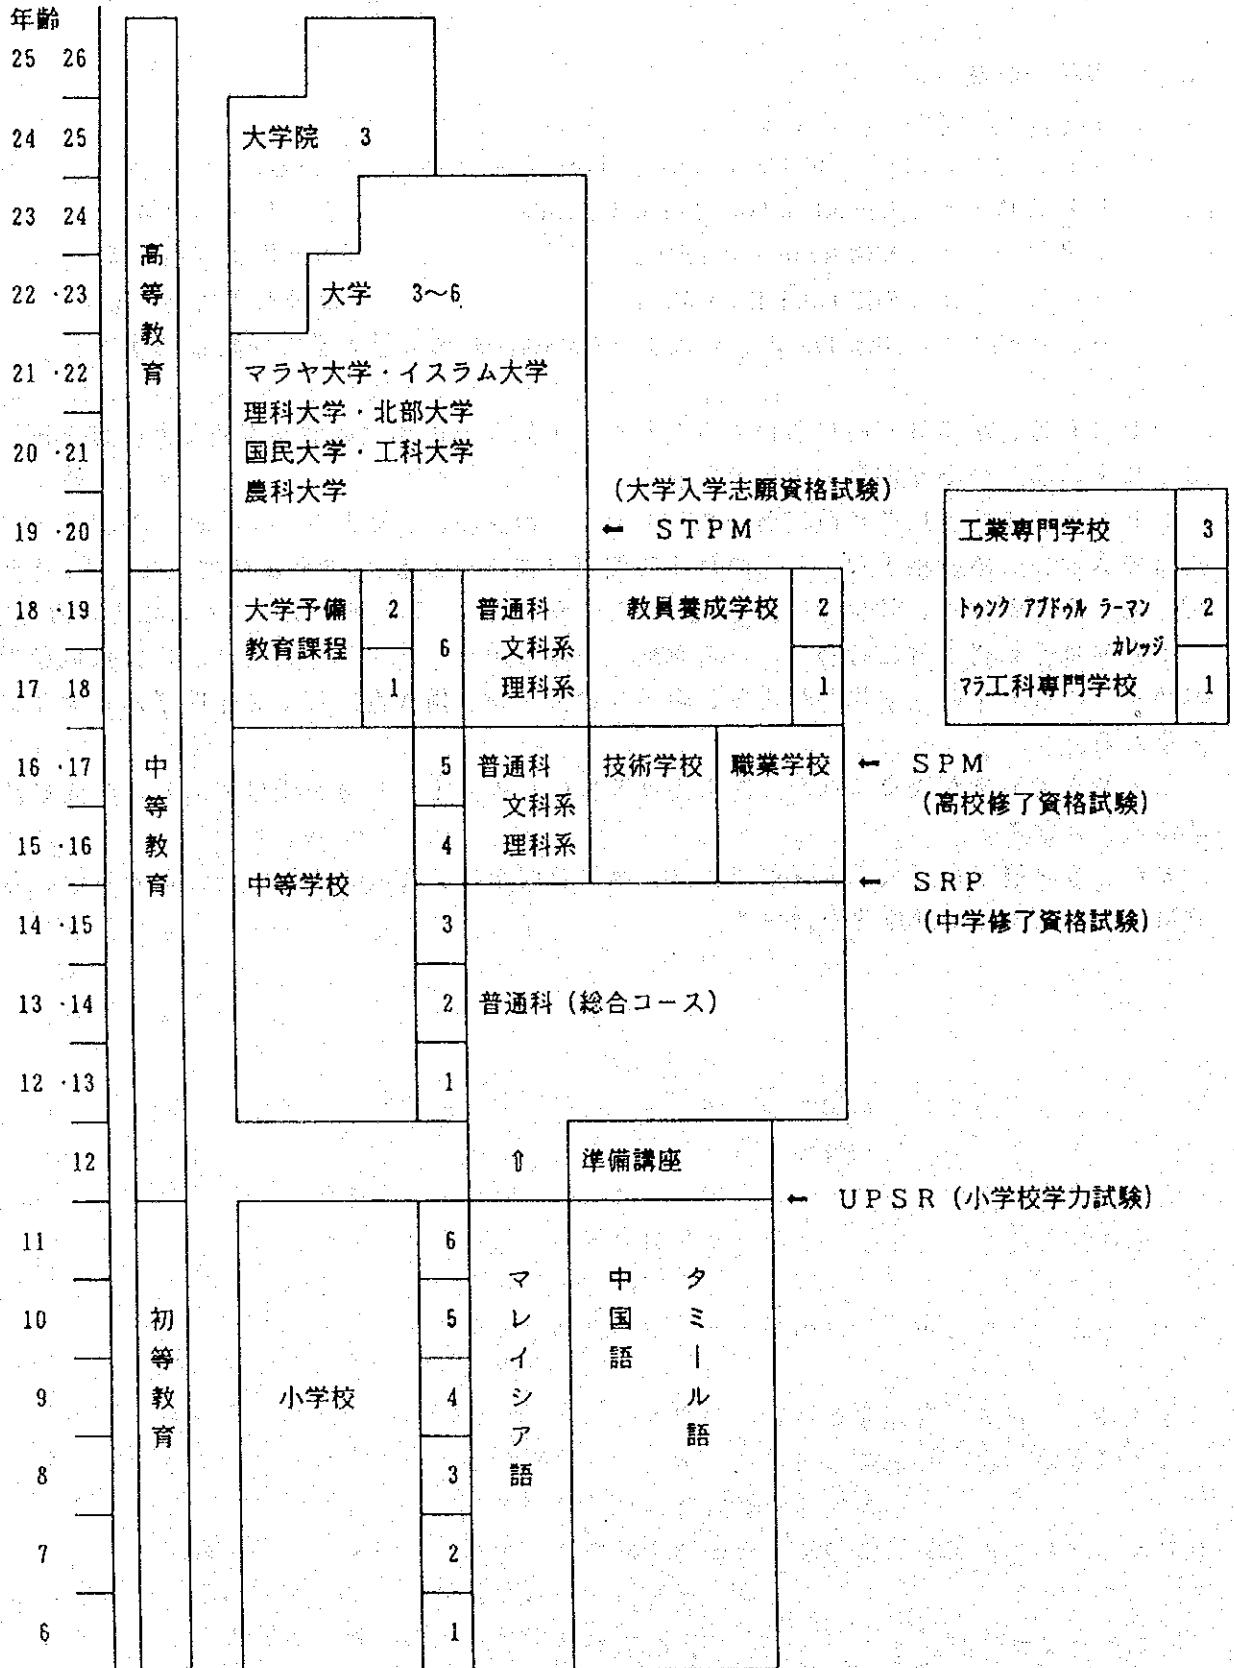 年齢
25 26
24 25
大学院 3
23 24
高等教育
22 ・23
大学 3〜6
21 ・22
マラヤ大学・イスラム大学
理科大学・北部大学
20 ・21
国民大学・工科大学
農科大学
(大学入学志願資格試験)
19 ・20
← STPM
工業専門学校 3
18 ・19
大学予備 2
教育課程 1
6
普通科
文科系
理科系
教員養成学校 2
1
トゥンク アブドゥル ラーマン 2
カレッジ
17 18
マラ工科専門学校 1
16 ・17
中等教育
5 普通科 技術学校 職業学校 ← SPM
文科系
(高校修了資格試験)
15 ・16
4 理科系
中等学校
← SRP
14 ・15
3
(中学修了資格試験)
13 ・14
2 普通科(総合コース)
12 ・13
1
12
⇑ 準備講座
← UPSR(小学校学力試験)
11
6
マレイシア語
中国語
タミール語
10
初等教育
5
9
小学校 4
8
3
7
2
6
1